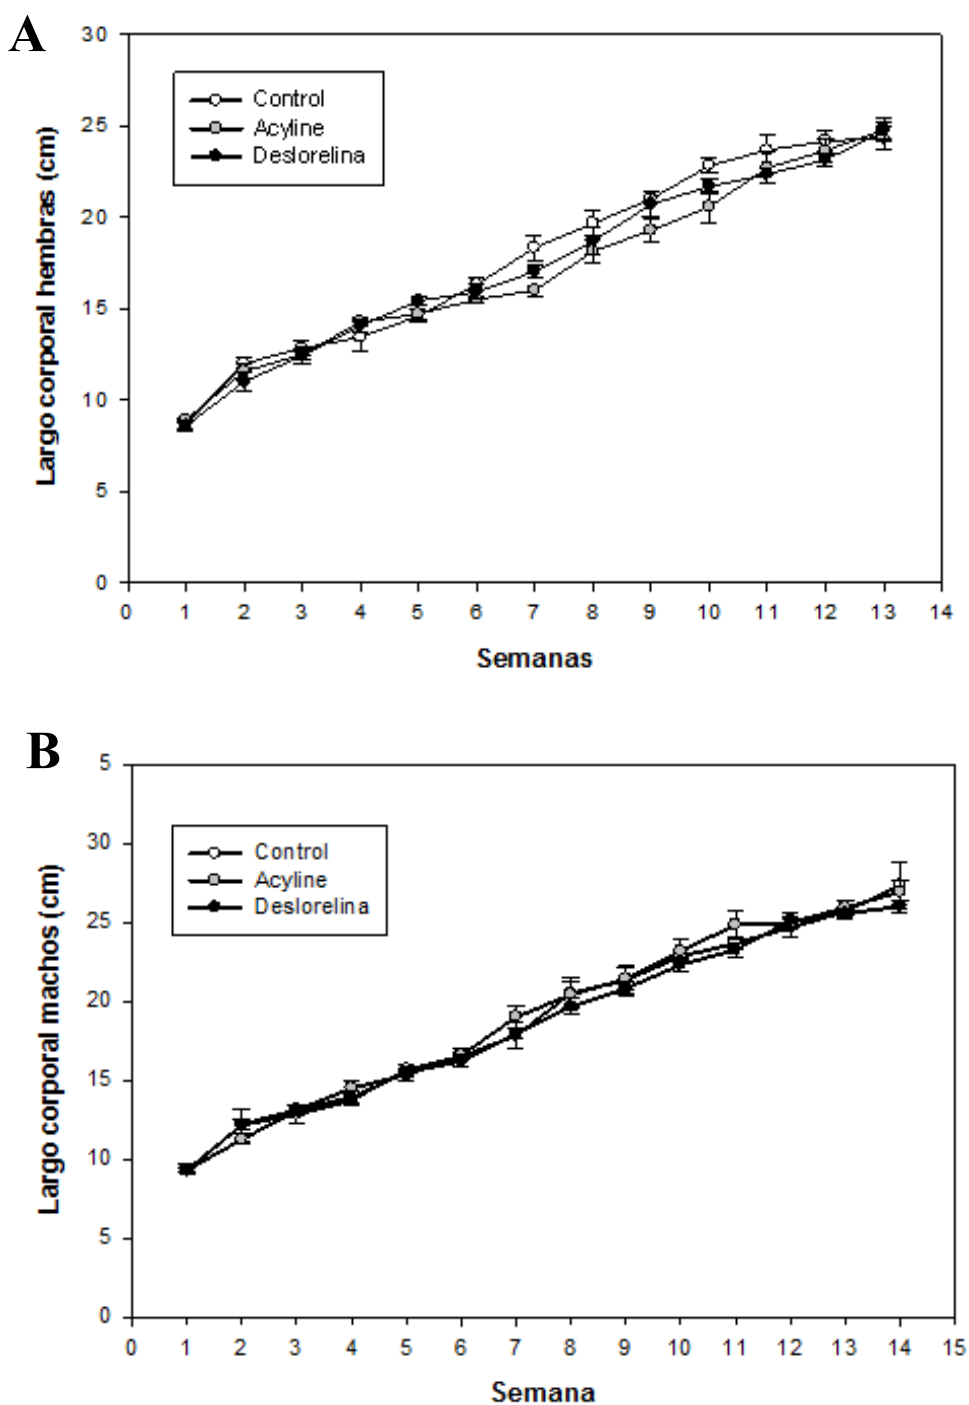 A
30
25
20
15
10
5
0
Largo corporal hembras (cm)
Control
Acyline
Deslorelina
0 1 2 3 4 5 6 7 8 9 10 11 12 13 14
Semanas
B
5
30
25
20
15
10
5
0
Largo corporal machos (cm)
Control
Acyline
Deslorelina
0 1 2 3 4 5 6 7 8 9 10 11 12 13 14 15
Semana